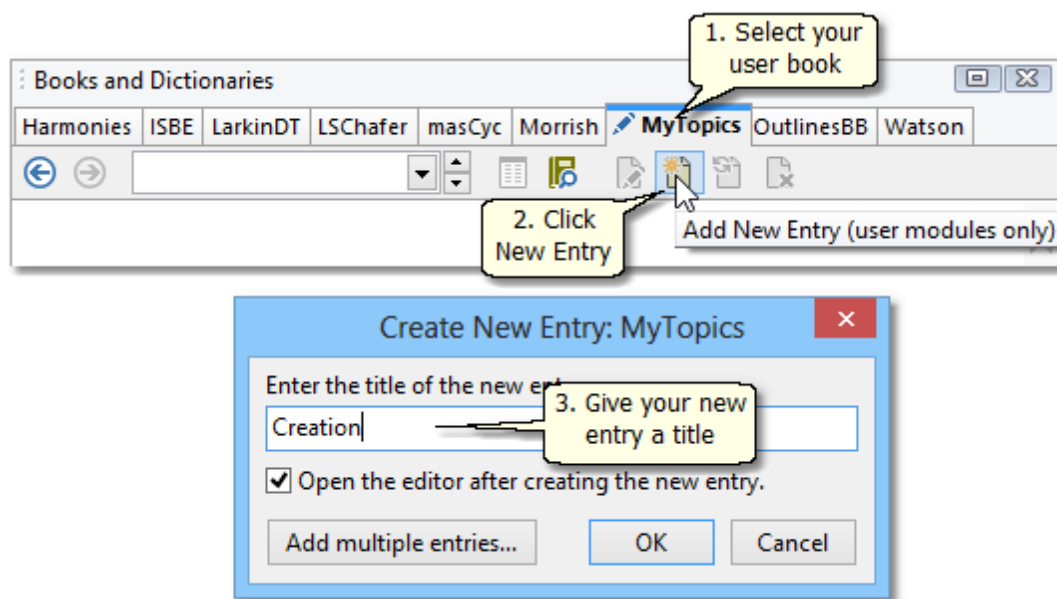 1. Select your
user book
Books and Dictionaries
Harmonies ISBE LarkinDT LSChafer masCyc Morrish MyTopics OutlinesBB Watson
2. Click
New Entry
Add New Entry (user modules only)
Create New Entry: MyTopics
Enter the title of the new
3. Give your new
entry a title
Creation
Open the editor after creating the new entry.
Add multiple entries... OK Cancel